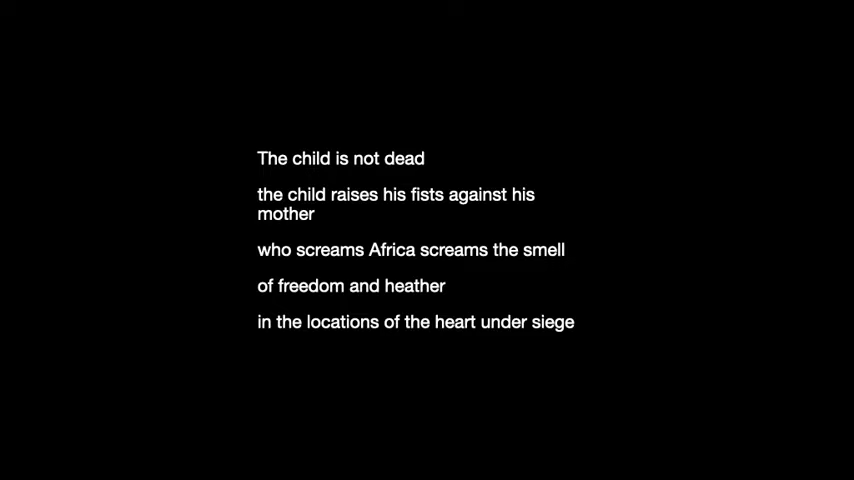 The child is not dead
the child raises his fists against his
mother
who screams Africa screams the smell
of freedom and heather
in the locations of the heart under siege